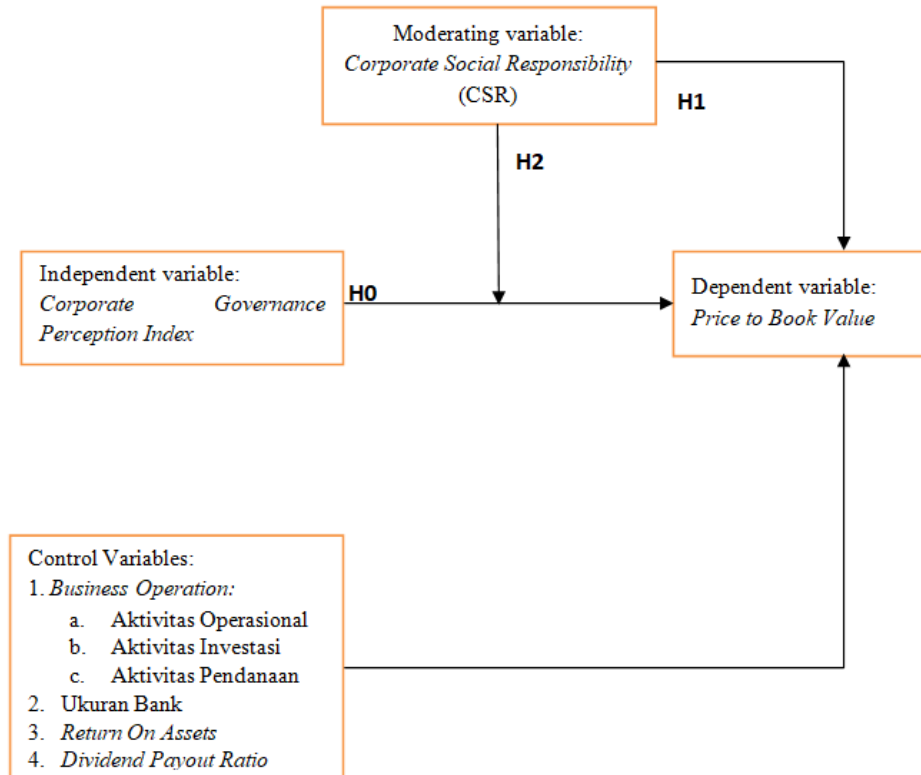 Moderating variable:
Corporate Social Responsibility
(CSR)
H1
H2
Independent variable:
Corporate Governance
Perception Index
H0
Dependent variable:
Price to Book Value
Control Variables:
1. Business Operation:
a. Aktivitas Operasional
b. Aktivitas Investasi
c. Aktivitas Pendanaan
2. Ukuran Bank
3. Return On Assets
4. Dividend Payout Ratio